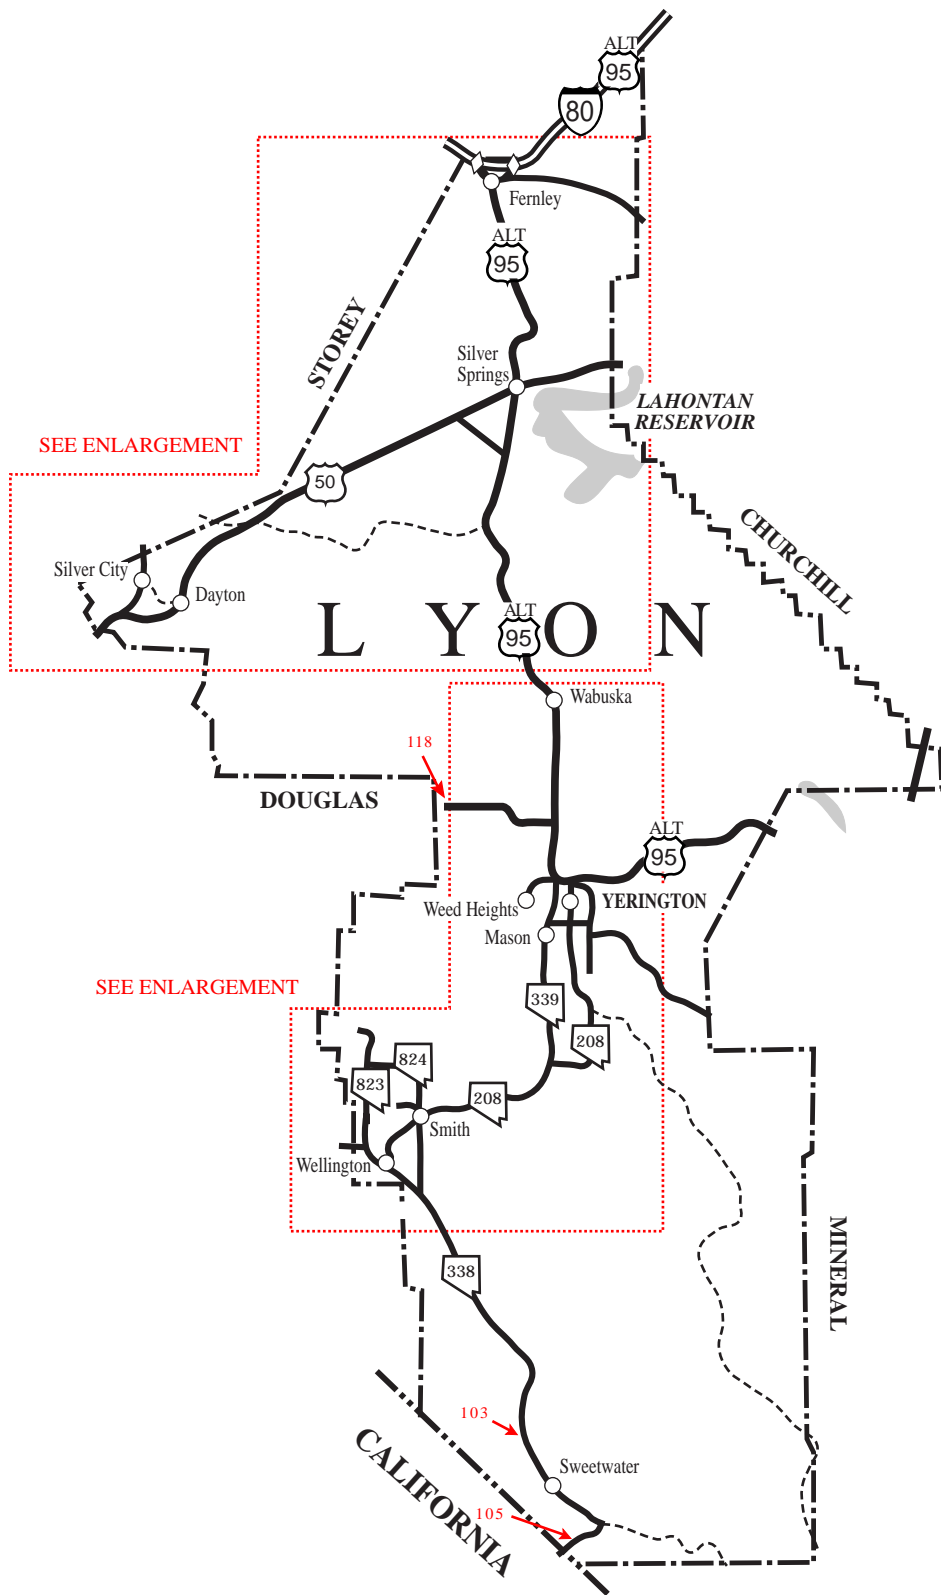 ALT
95
80
Fernley
ALT
95
STOREY
Silver
Springs
LAHONTAN
RESERVOIR
SEE ENLARGEMENT
50
CHURCHILL
Silver City
Dayton
LYON
ALT
95
Wabuska
118
DOUGLAS
ALT
95
Weed Heights
YERINGTON
Mason
SEE ENLARGEMENT
339
208
824
823
208
Smith
Wellington
MINERAL
338
103
CALIFORNIA
Sweetwater
105